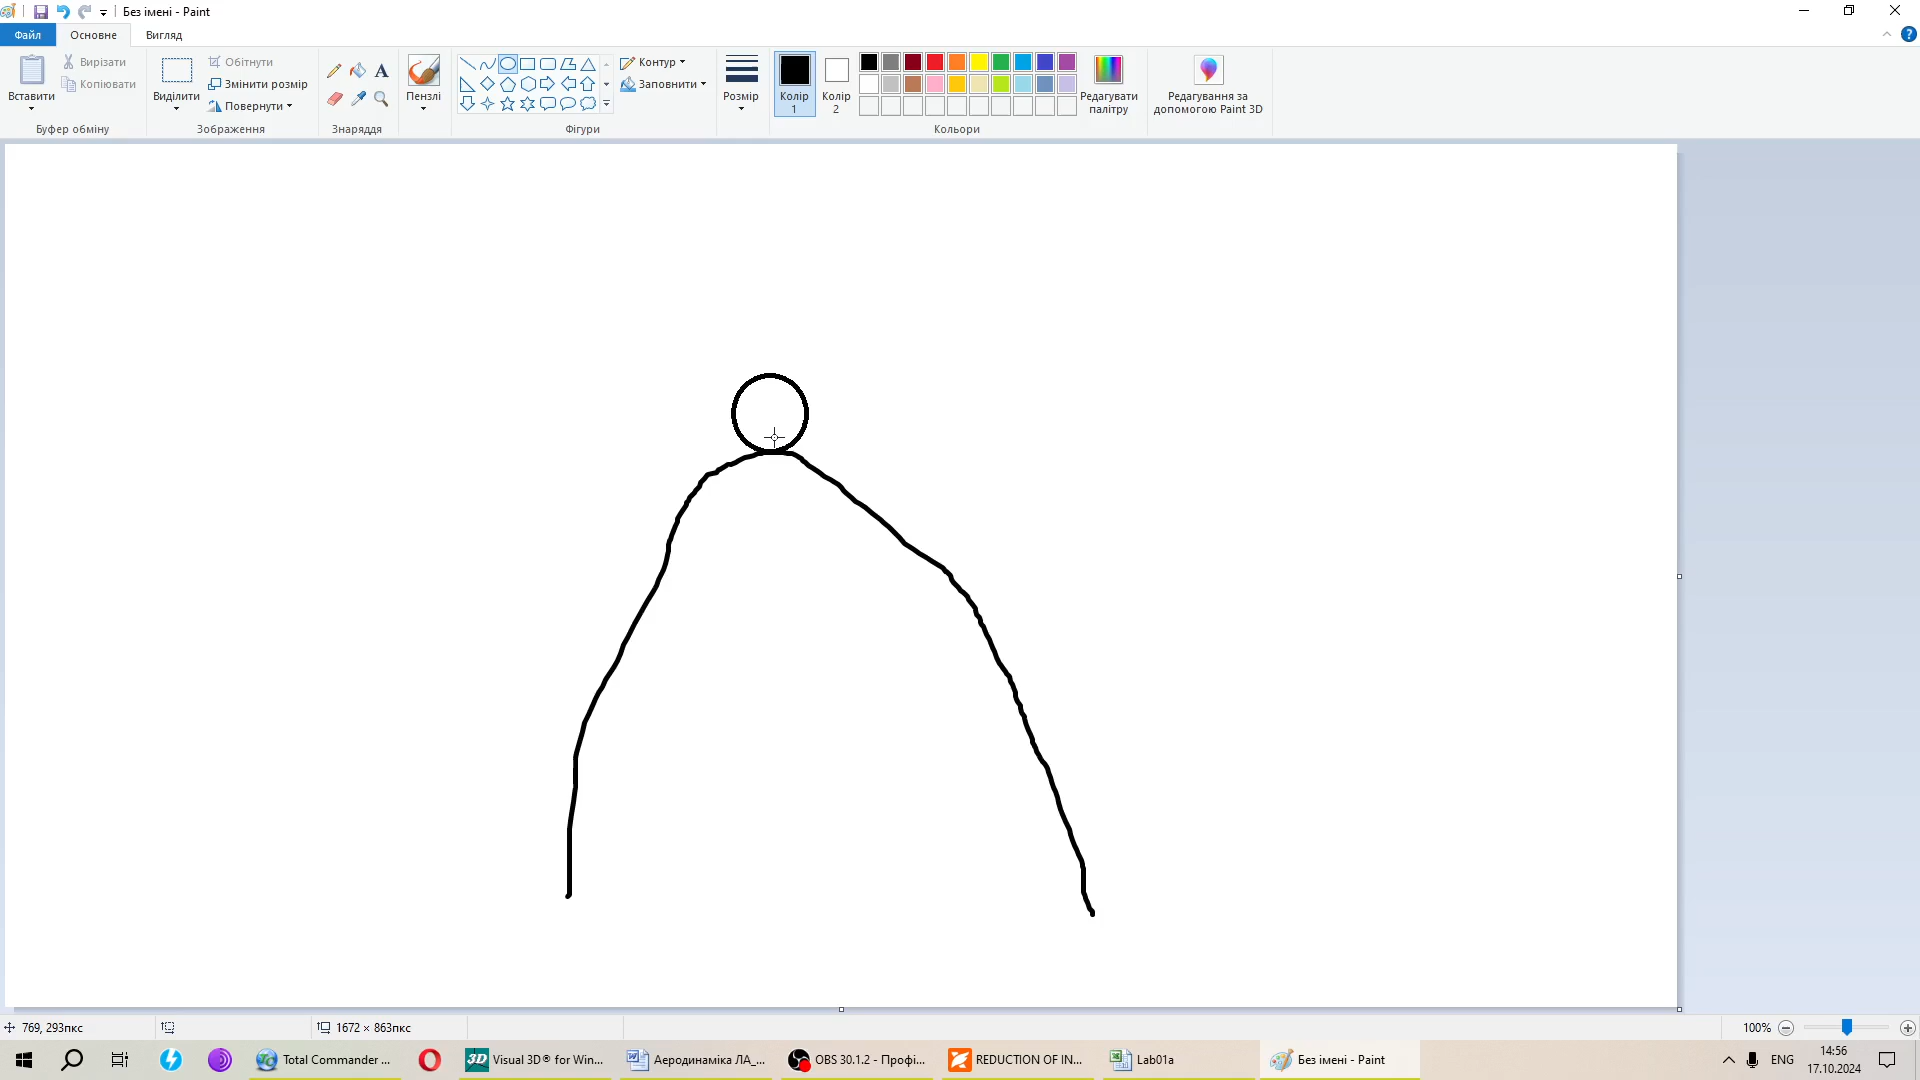 Без імені - Paint
Файл
Основне
Вигляд
Вставити
Вирізати
Копіювати
Буфер обміну
Виділити
Обітнути
Змінити розмір
Повернути
Зображення
A
Знаряддя
Пензлі
Контур
Заповнити
Фігури
Розмір
Колір
1
Колір
2
Редагувати
палітру
Кольори
Редагування за
допомогою Paint 3D
769, 293пкс
1672 × 863пкс
100%
Total Commander ...
Visual 3D® for Win...
Аеродинаміка ЛА_...
OBS 30.1.2 - Профі...
REDUCTION OF IN...
Lab01a
Без імені - Paint
ENG
14:56
17.10.2024